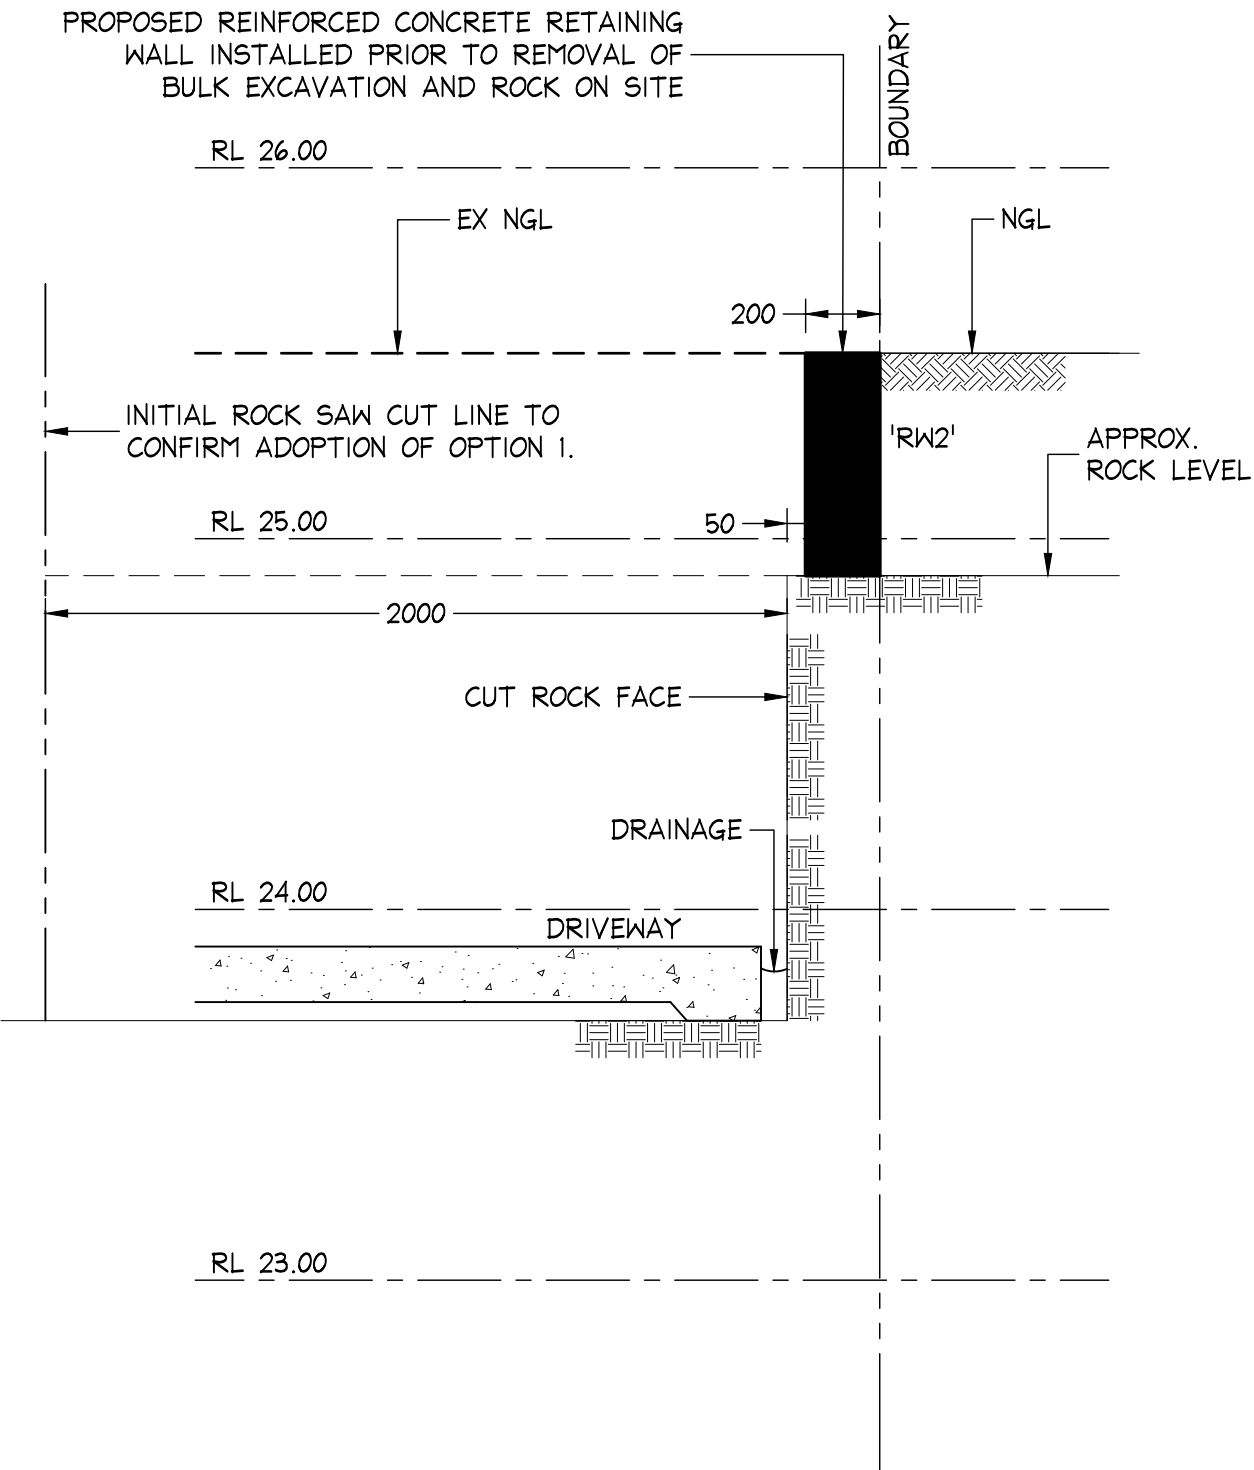 PROPOSED REINFORCED CONCRETE RETAINING
WALL INSTALLED PRIOR TO REMOVAL OF
BULK EXCAVATION AND ROCK ON SITE
BOUNDARY
RL 26.00
EX NGL
NGL
200
INITIAL ROCK SAW CUT LINE TO
CONFIRM ADOPTION OF OPTION 1.
'RW2'
APPROX.
ROCK LEVEL
RL 25.00
50
2000
CUT ROCK FACE
DRAINAGE
RL 24.00
DRIVEWAY
RL 23.00